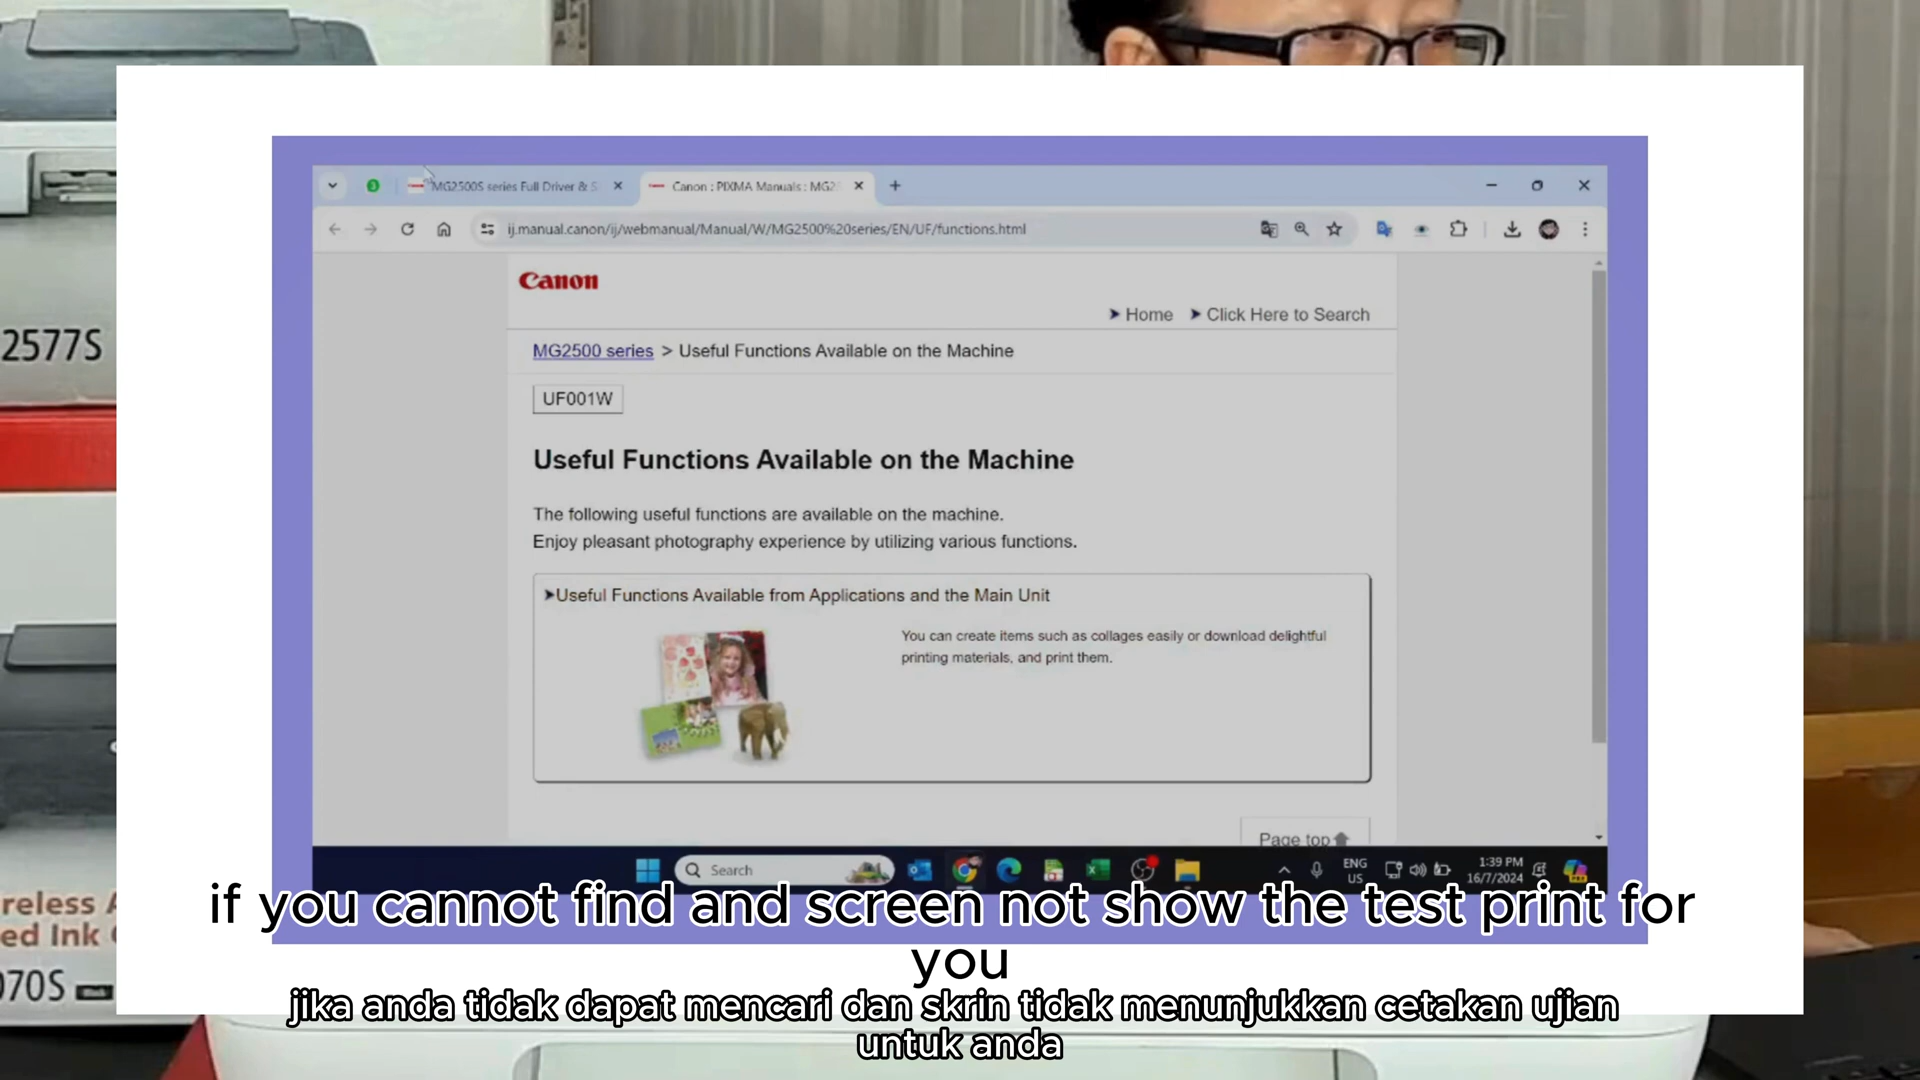 MG2500S series Full Driver & S
Canon : PIXMA Manuals : MG2
ij.manual.canon/ij/webmanual/Manual/W/MG2500%20series/EN/UF/functions.html
Canon
Home
Click Here to Search
MG2500 series > Useful Functions Available on the Machine
UF001W
Useful Functions Available on the Machine
The following useful functions are available on the machine.
Enjoy pleasant photography experience by utilizing various functions.
Useful Functions Available from Applications and the Main Unit
You can create items such as collages easily or download delightful
printing materials, and print them.
Page top
Search
ENG
US
1:39 PM
16/7/2024
2577S
reless A
ed Ink
070S
if you cannot find and screen not show the test print for
you
jika anda tidak dapat mencari dan skrin tidak menunjukkan cetakan ujian
untuk anda